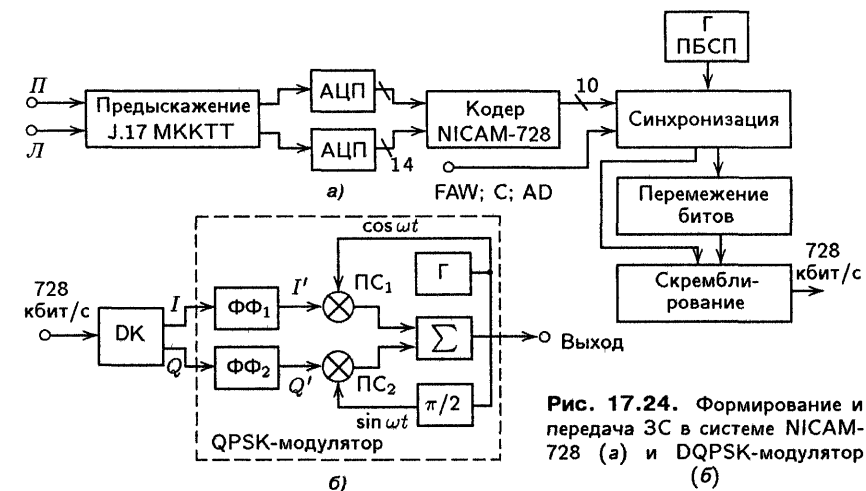 Г
ПБСП
П
Л
Предыскажение
J.17 МККТТ
АЦП
АЦП
14
Кодер
NICAM-728
10
Синхронизация
а)
FAW; C; AD
Перемежение
битов
Скрембли-
рование
728
кбит/с
cos ωt
728
кбит/с
DK
I
Q
ФФ₁
ФФ₂
I′
Q′
ПС₁
ПС₂
Г
∑
π/2
sin ωt
Выход
QPSK-модулятор
б)
Рис. 17.24. Формирование и
передача ЗС в системе NICAM-
728 (а) и DQPSK-модулятор
(б)